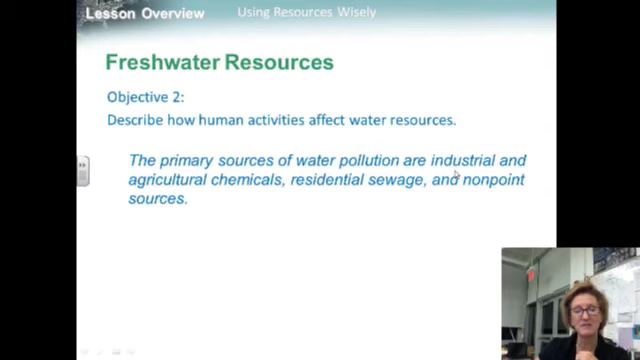 Lesson Overview Using Resources Wisely
Freshwater Resources
Objective 2:
Describe how human activities affect water resources.
The primary sources of water pollution are industrial and
agricultural chemicals, residential sewage, and nonpoint
sources.